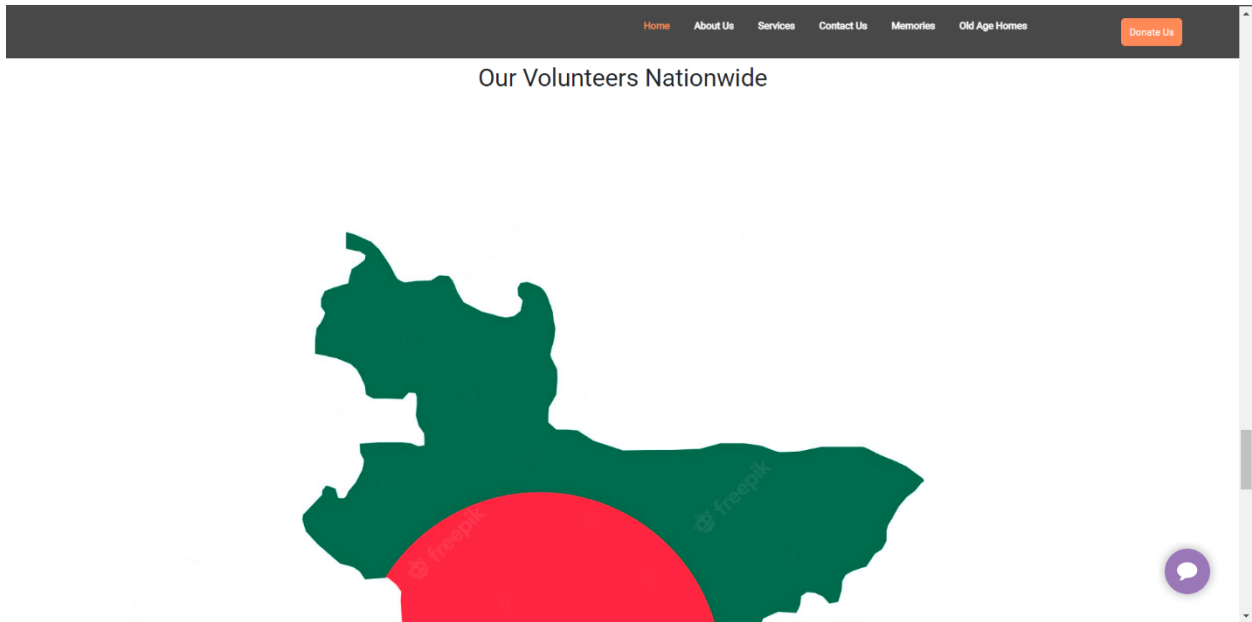 Home About Us Services Contact Us Memories Old Age Homes Donate Us
Our Volunteers Nationwide
freepik
freepik